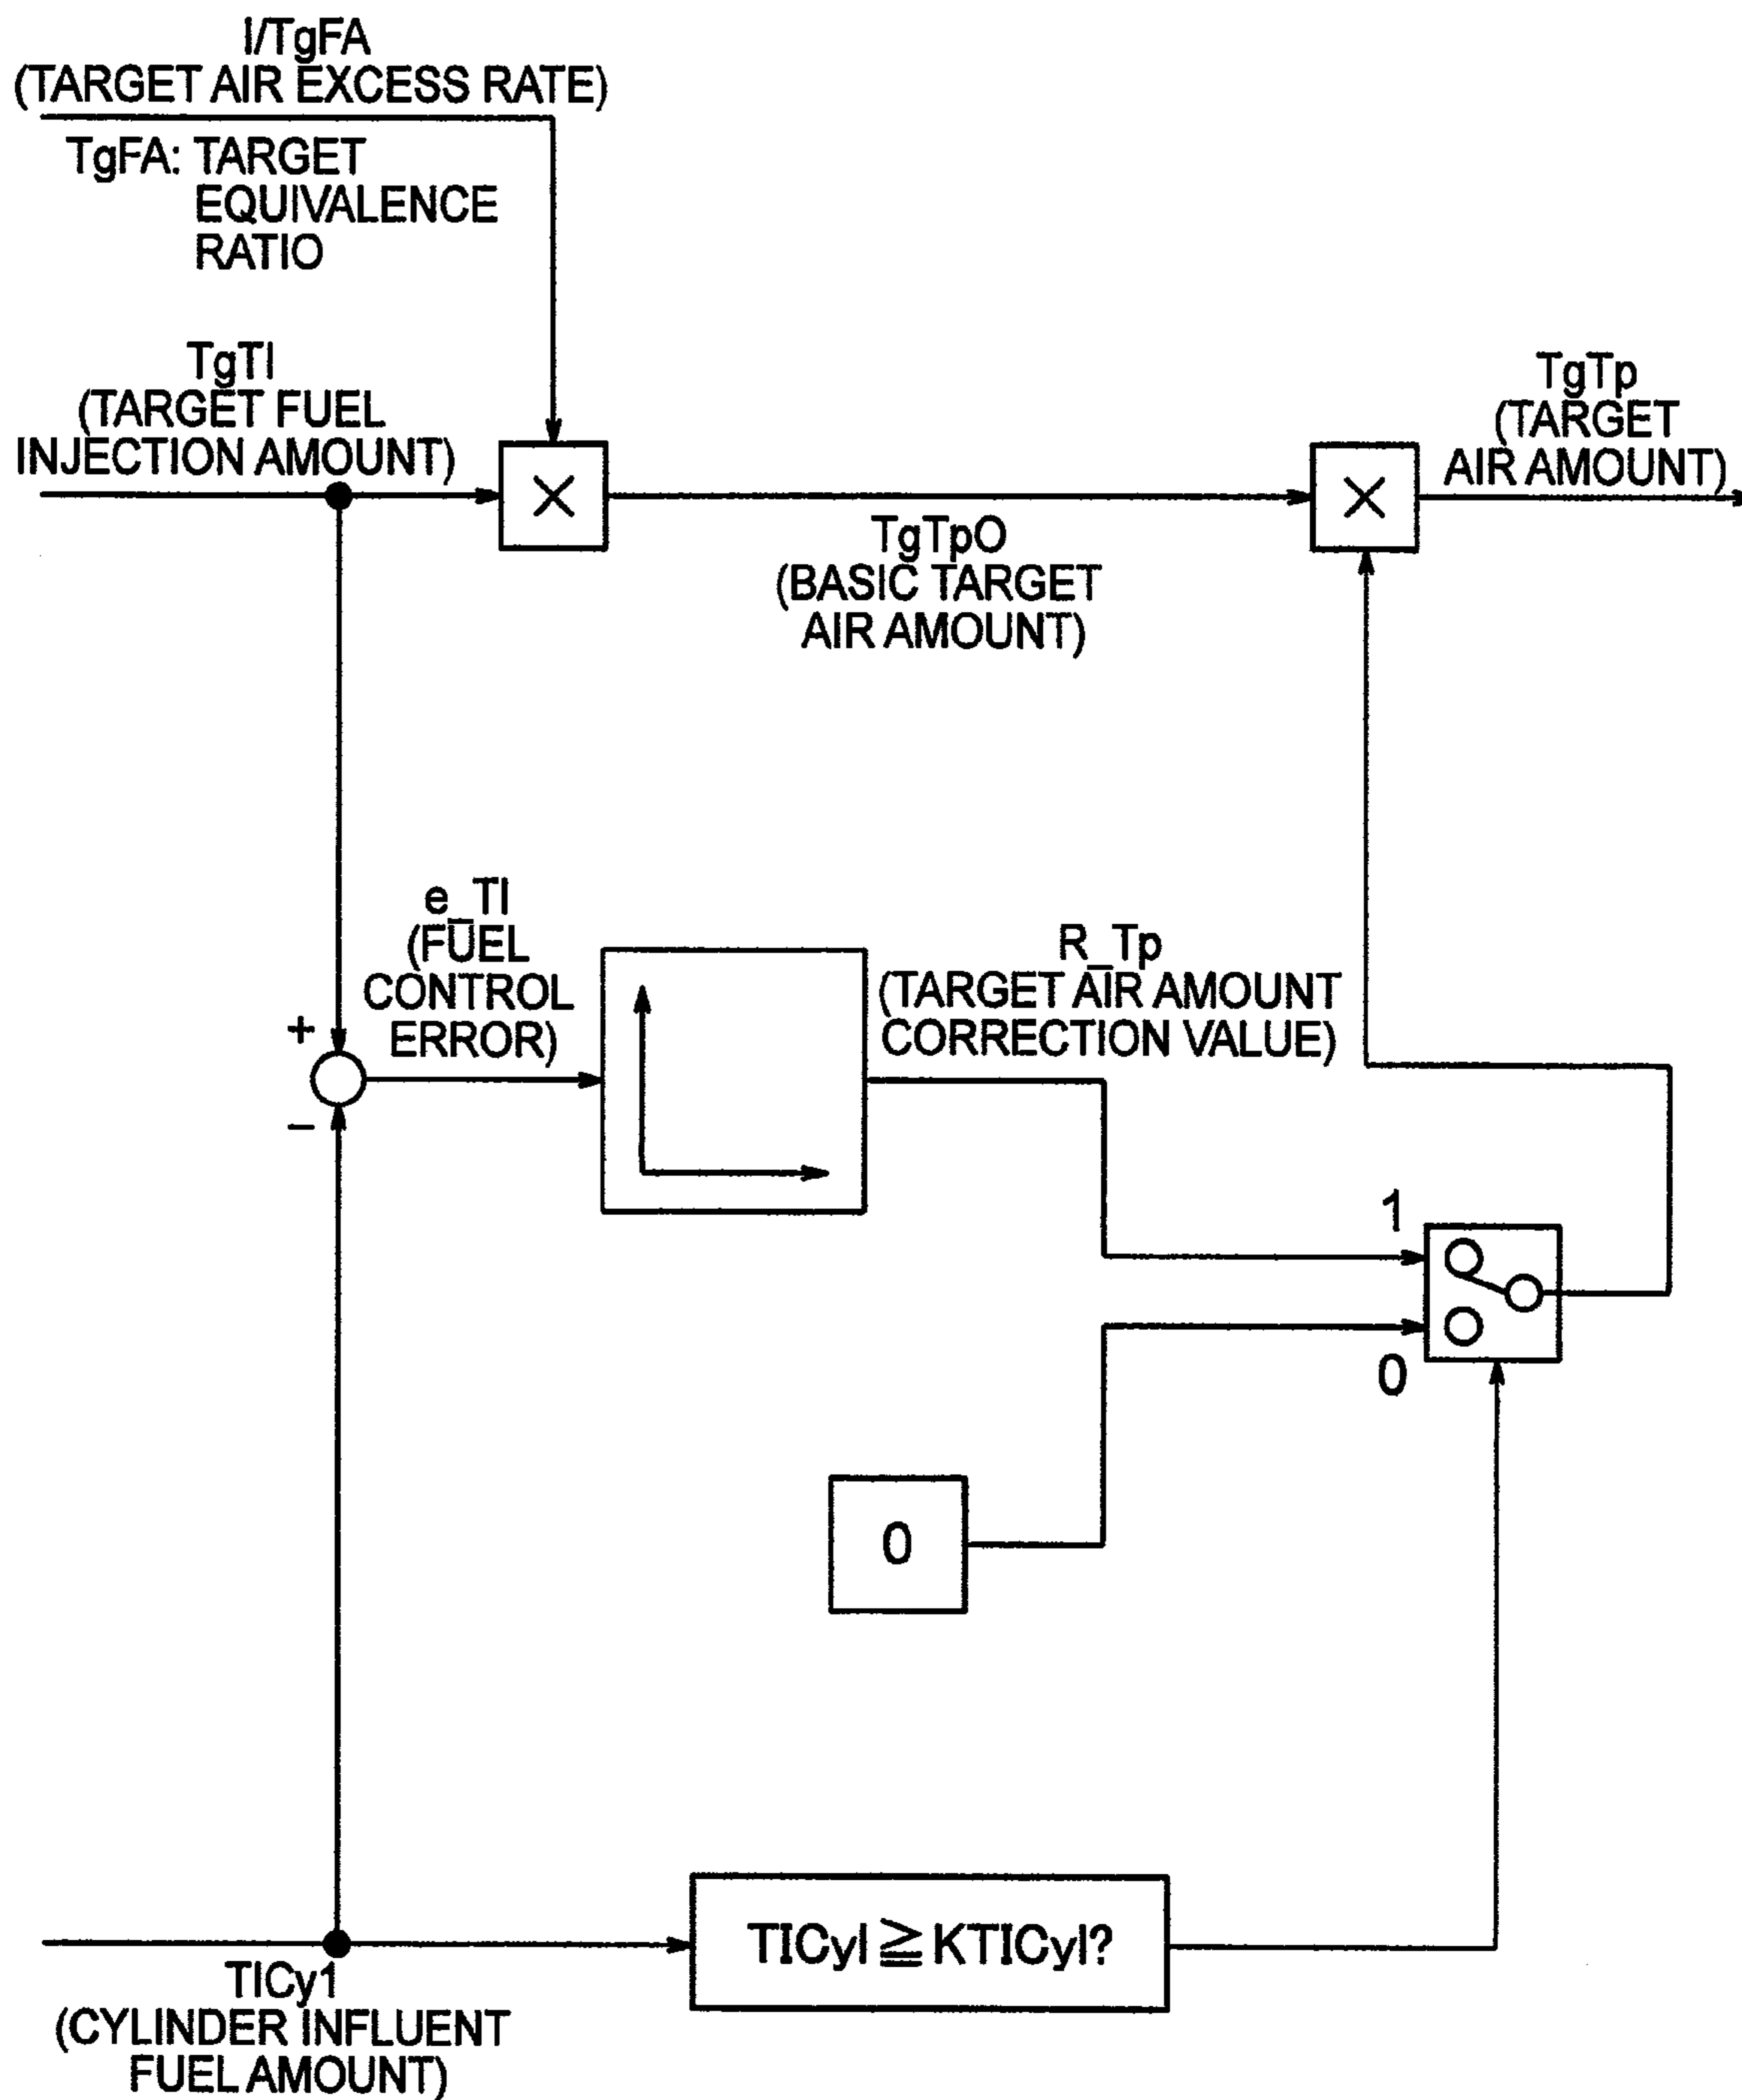 I/TgFA
(TARGET AIR EXCESS RATE)
TgFA: TARGET
EQUIVALENCE
RATIO
TgTI
(TARGET FUEL
INJECTION AMOUNT)
×
TgTpO
(BASIC TARGET
AIR AMOUNT)
×
TgTp
(TARGET
AIR AMOUNT)
e_TI
(FUEL
CONTROL
ERROR)
+
−
R_Tp
(TARGET AIR AMOUNT
CORRECTION VALUE)
1
0
0
TICyl ≧ KTICyl?
TICy1
(CYLINDER INFLUENT
FUEL AMOUNT)